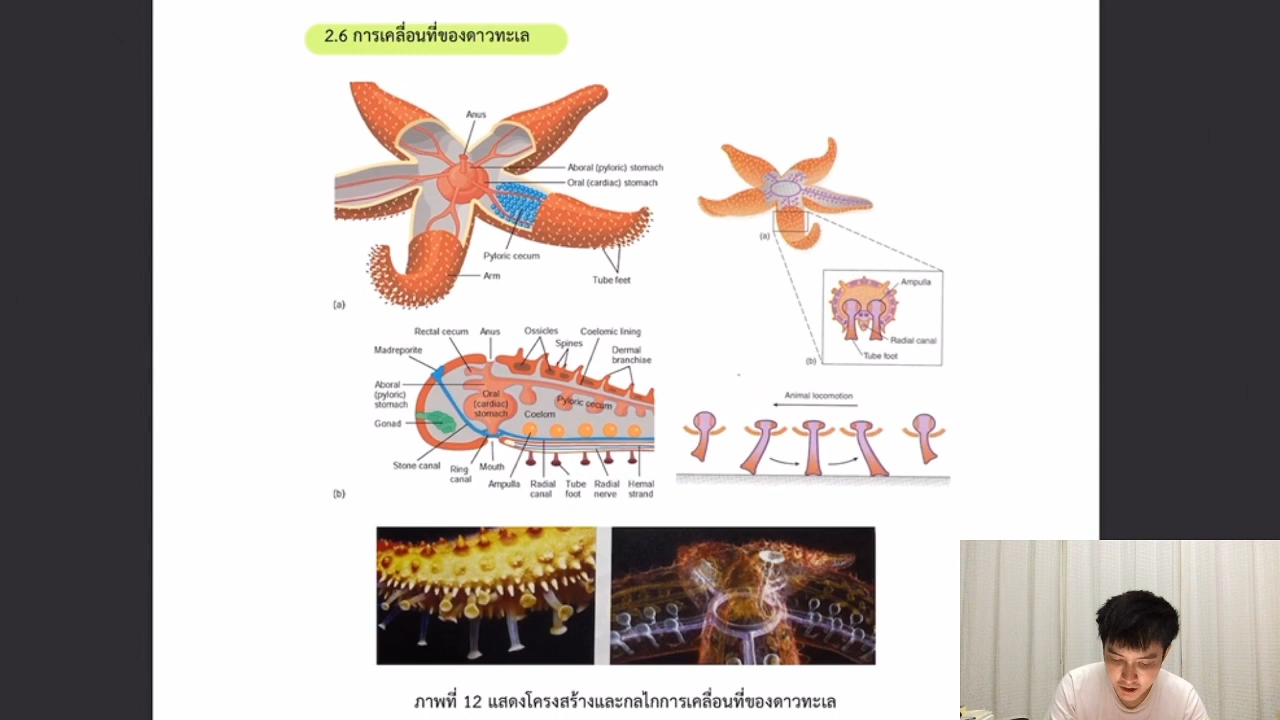 2.6 การเคลื่อนที่ของดาวทะเล
Anus
Aboral (pyloric) stomach
Oral (cardiac) stomach
Pyloric cecum
Arm
Tube feet
(a)
(a)
Ampulla
Radial canal
Tube foot
(b)
Rectal cecum
Anus
Ossicles
Spines
Coelomic lining
Dermal
branchiae
Madreporite
Aboral
(pyloric)
stomach
Oral
(cardiac)
stomach
Pyloric cecum
Coelom
Gonad
Stone canal
Ring
canal
Mouth
Ampulla
Radial
canal
Tube
foot
Radial
nerve
Hemal
strand
(b)
Animal locomotion
ภาพที่ 12 แสดงโครงสร้างและกลไกการเคลื่อนที่ของดาวทะเล